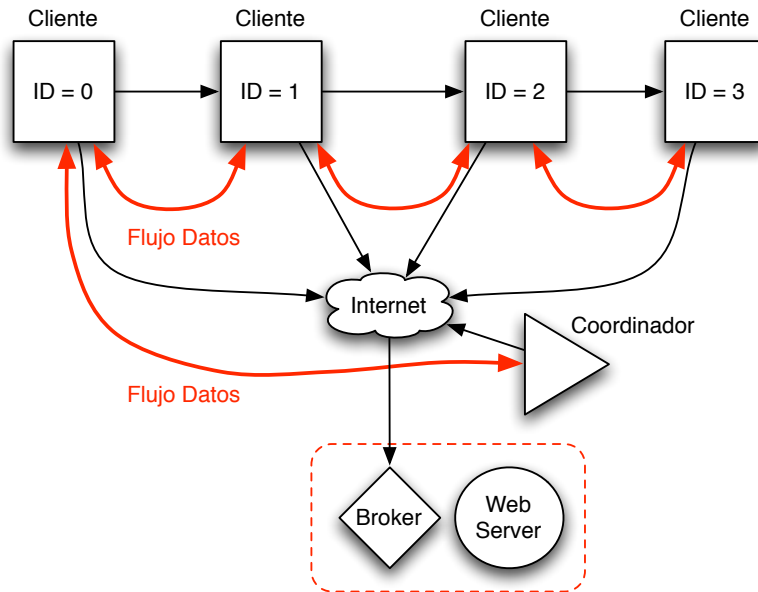 Cliente
Cliente
Cliente
Cliente
ID = 0
ID = 1
ID = 2
ID = 3
Flujo Datos
Internet
Coordinador
Flujo Datos
Broker
Web
Server